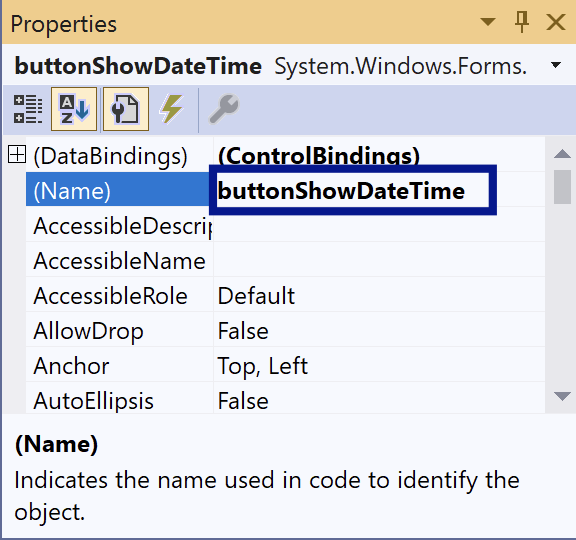 Properties
buttonShowDateTime System.Windows.Forms.
A
Z
(DataBindings) (ControlBindings)
(Name) buttonShowDateTime
AccessibleDescrip
AccessibleName
AccessibleRole Default
AllowDrop False
Anchor Top, Left
AutoEllipsis False
(Name)
Indicates the name used in code to identify the
object.